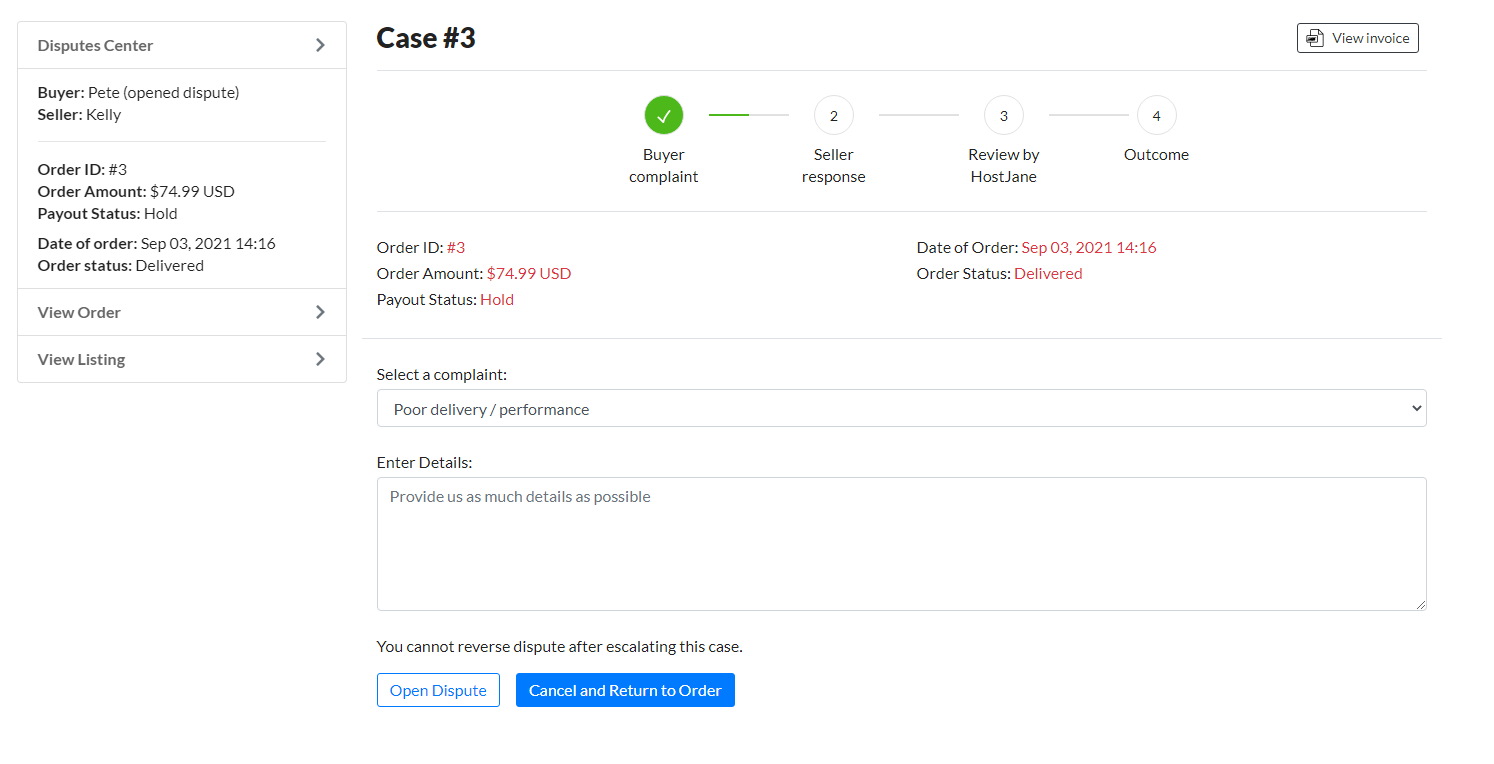 Disputes Center
Buyer: Pete (opened dispute)
Seller: Kelly
Order ID: #3
Order Amount: $74.99 USD
Payout Status: Hold
Date of order: Sep 03, 2021 14:16
Order status: Delivered
View Order
View Listing
Case #3
View invoice
2
3
4
Buyer complaint
Seller response
Review by HostJane
Outcome
Order ID: #3
Order Amount: $74.99 USD
Payout Status: Hold
Date of Order: Sep 03, 2021 14:16
Order Status: Delivered
Select a complaint:
Poor delivery / performance
Enter Details:
Provide us as much details as possible
You cannot reverse dispute after escalating this case.
Open Dispute
Cancel and Return to Order